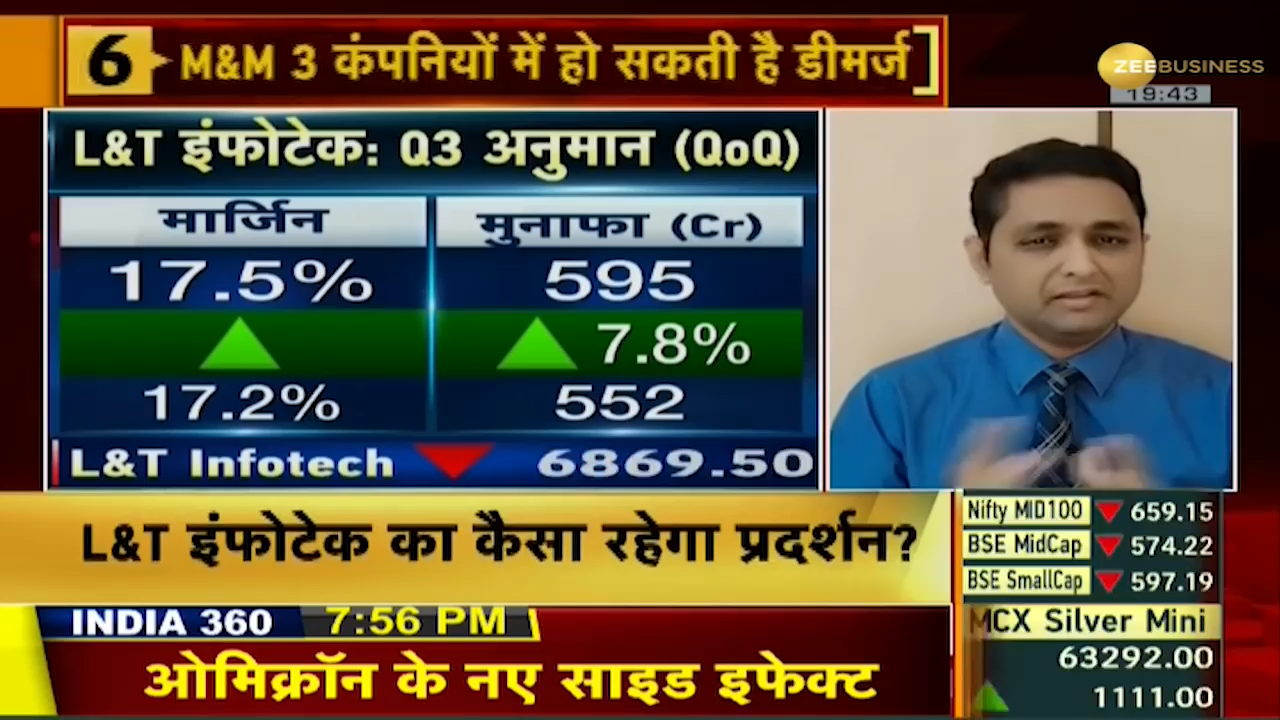 6
M&M 3 कंपनियों में हो सकती है डीमर्ज
ZEEBUSINESS
19:43
L&T इंफोटेक: Q3 अनुमान (QoQ)
मार्जिन
मुनाफा (Cr)
17.5%
595
7.8%
17.2%
552
L&T Infotech 6869.50
L&T इंफोटेक का कैसा रहेगा प्रदर्शन?
Nifty MID100 659.15
BSE MidCap 574.22
BSE SmallCap 597.19
MCX Silver Mini
63292.00
1111.00
INDIA 360 7:56 PM
ओमिक्रॉन के नए साइड इफेक्ट